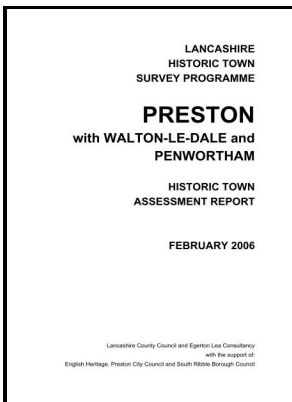 LANCASHIRE
HISTORIC TOWN
SURVEY PROGRAMME
PRESTON
with WALTON-LE-DALE and
PENWORTHAM
HISTORIC TOWN
ASSESSMENT REPORT
FEBRUARY 2006
Lancashire County Council and Egerton Lea Consultancy
with the support of:
English Heritage, Preston City Council and South Ribble Borough Council